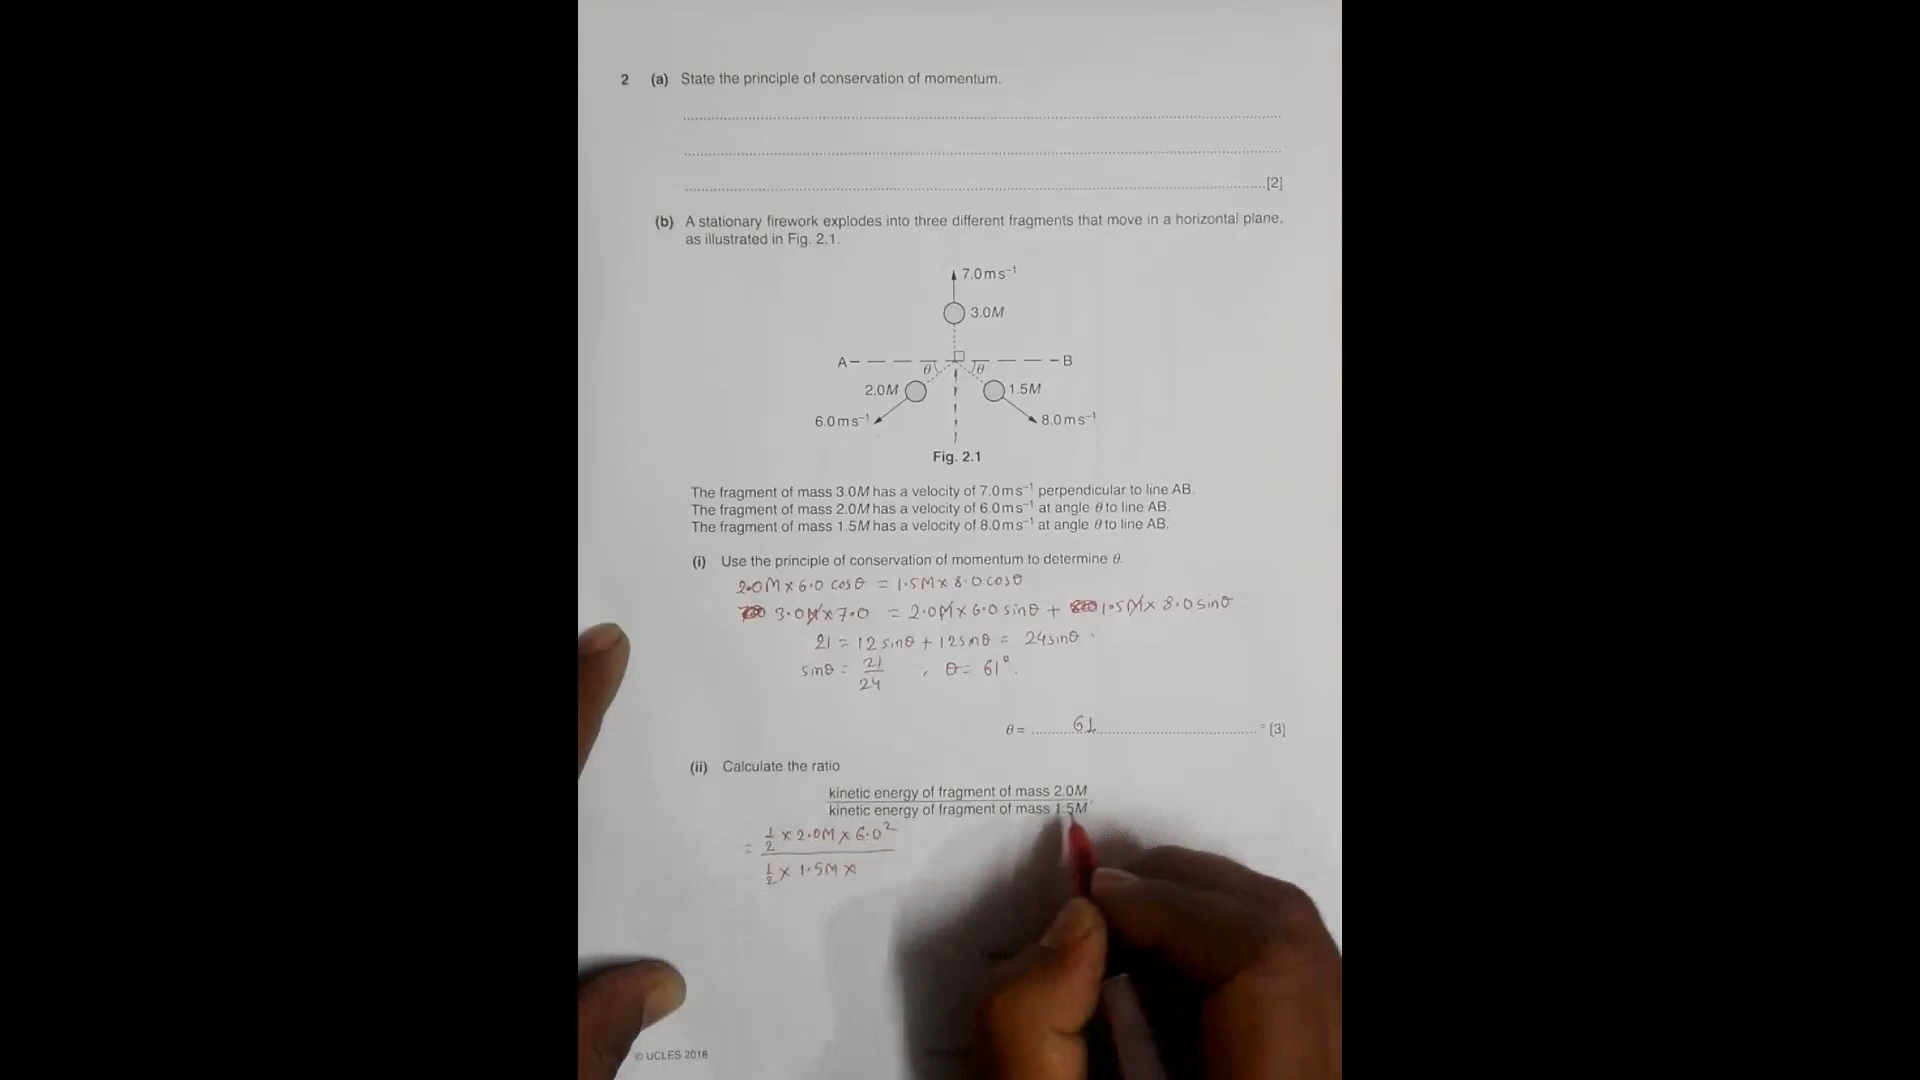 2 (a) State the principle of conservation of momentum.
[2]
(b) A stationary firework explodes into three different fragments that move in a horizontal plane,
as illustrated in Fig. 2.1.
7.0 m s⁻¹
3.0M
A B
θ θ
2.0M 1.5M
6.0 m s⁻¹ 8.0 m s⁻¹
Fig. 2.1
The fragment of mass 3.0M has a velocity of 7.0 m s⁻¹ perpendicular to line AB.
The fragment of mass 2.0M has a velocity of 6.0 m s⁻¹ at angle θ to line AB.
The fragment of mass 1.5M has a velocity of 8.0 m s⁻¹ at angle θ to line AB.
(i) Use the principle of conservation of momentum to determine θ.
2.0M × 6.0 cosθ = 1.5M × 8.0 cosθ
3.0M × 7.0 = 2.0M × 6.0 sinθ + 1.5M × 8.0 sinθ
21 = 12 sinθ + 12 sinθ = 24 sinθ
sinθ = 21/24 , θ = 61°.
θ = 61 ° [3]
(ii) Calculate the ratio
kinetic energy of fragment of mass 2.0M
kinetic energy of fragment of mass 1.5M
= ½ × 2.0M × 6.0²
½ × 1.5M ×
© UCLES 2018